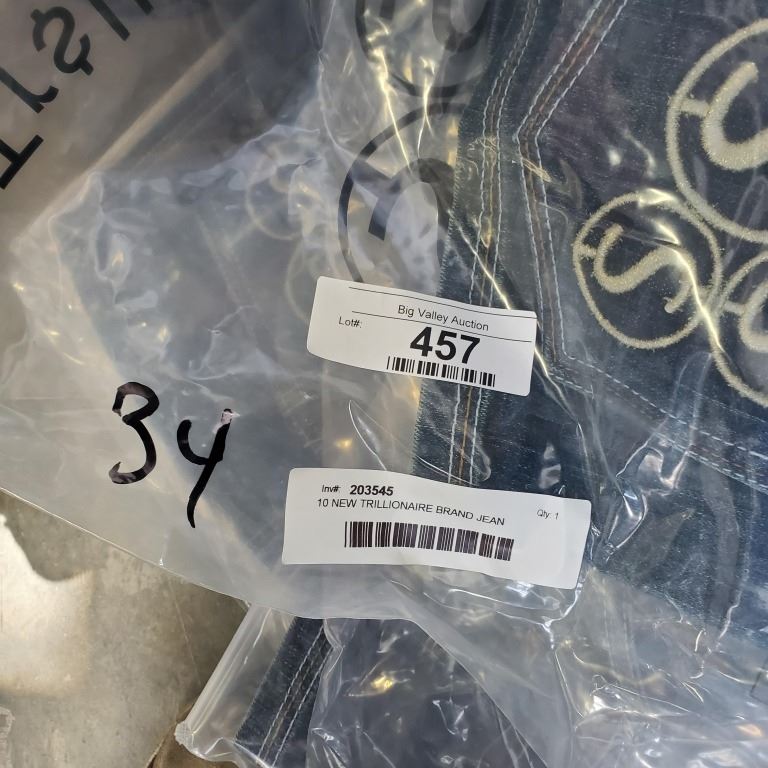 Big Valley Auction
Lot#:
457
34
Inv#: 203545
10 NEW TRILLIONAIRE BRAND JEAN
Qty: 1
S
S